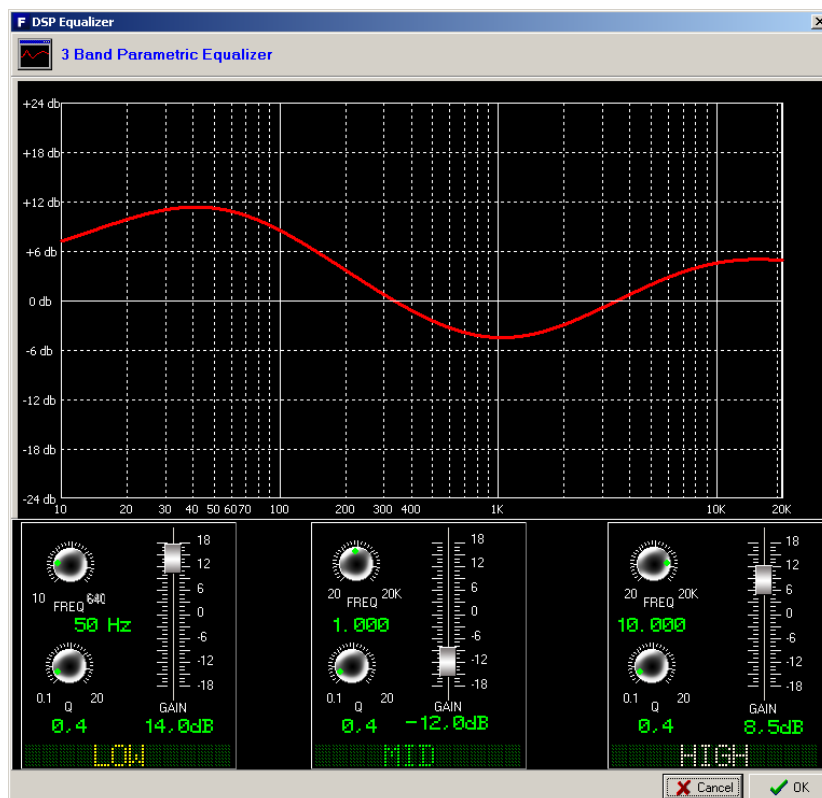 F DSP Equalizer
3 Band Parametric Equalizer
+24 db
+18 db
+12 db
+6 db
0 db
-6 db
-12 db
-18 db
-24 db
10 20 30 40 50 60 70 100 200 300 400 1K 10K 20K
10 640
FREQ
50 Hz
0.1 20
Q
0,4
18
12
6
0
-6
-12
-18
GAIN
14,0dB
LOW
20 20K
FREQ
1.000
0.1 20
Q
0,4
18
12
6
0
-6
-12
-18
GAIN
-12,0dB
MID
20 20K
FREQ
10.000
0.1 20
Q
0,4
18
12
6
0
-6
-12
-18
GAIN
8,5dB
HIGH
Cancel OK